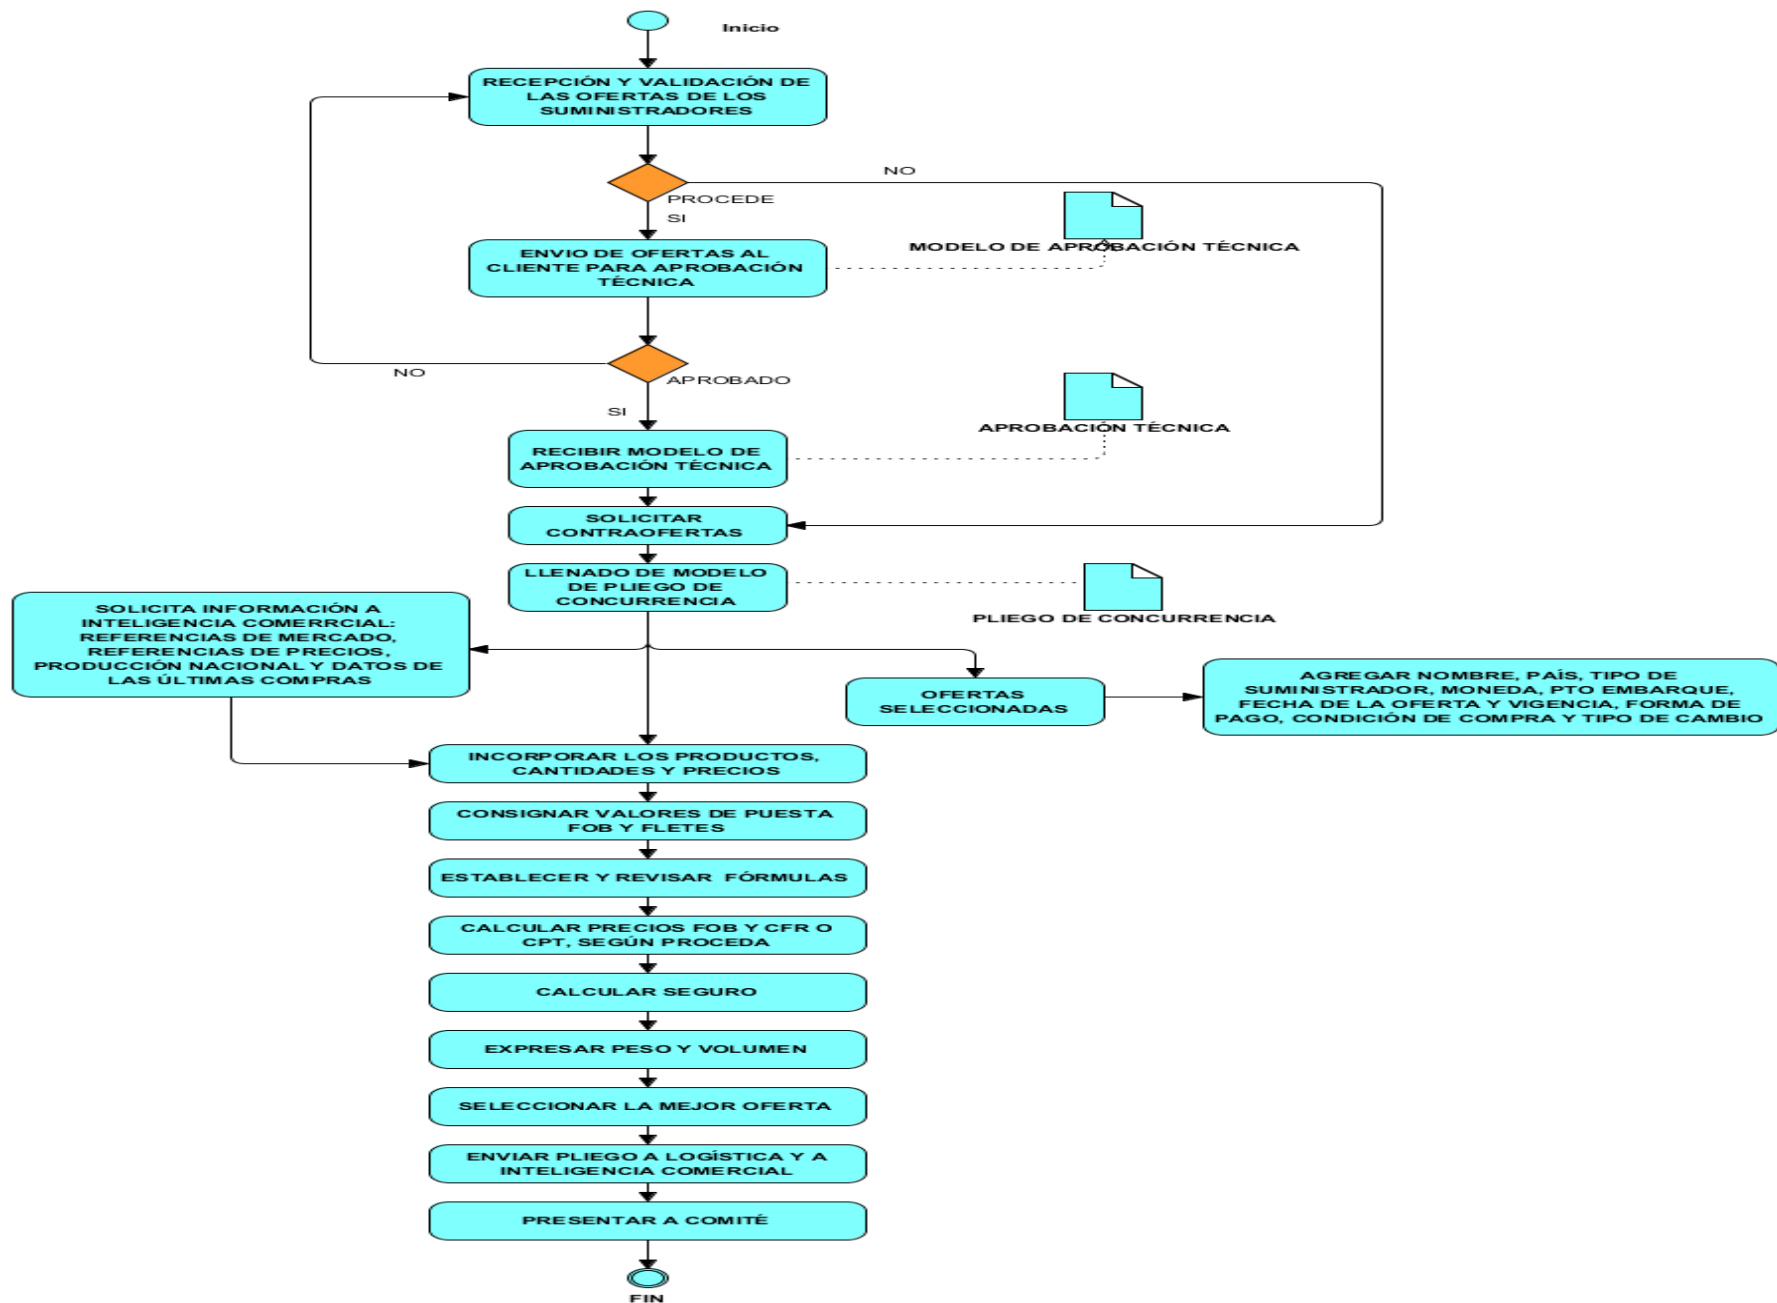 Inicio
RECEPCIÓN Y VALIDACIÓN DE
LAS OFERTAS DE LOS
SUMINISTRADORES
NO
PROCEDE
SI
ENVIO DE OFERTAS AL
CLIENTE PARA APROBACIÓN
TÉCNICA
MODELO DE APROBACIÓN TÉCNICA
NO
APROBADO
SI
APROBACIÓN TÉCNICA
RECIBIR MODELO DE
APROBACIÓN TÉCNICA
SOLICITAR
CONTRAOFERTAS
LLENADO DE MODELO
DE PLIEGO DE
CONCURRENCIA
PLIEGO DE CONCURRENCIA
SOLICITA INFORMACIÓN A
INTELIGENCIA COMERRCIAL:
REFERENCIAS DE MERCADO,
REFERENCIAS DE PRECIOS,
PRODUCCIÓN NACIONAL Y DATOS DE
LAS ÚLTIMAS COMPRAS
OFERTAS
SELECCIONADAS
AGREGAR NOMBRE, PAÍS, TIPO DE
SUMINISTRADOR, MONEDA, PTO EMBARQUE,
FECHA DE LA OFERTA Y VIGENCIA, FORMA DE
PAGO, CONDICIÓN DE COMPRA Y TIPO DE CAMBIO
INCORPORAR LOS PRODUCTOS,
CANTIDADES Y PRECIOS
CONSIGNAR VALORES DE PUESTA
FOB Y FLETES
ESTABLECER Y REVISAR FÓRMULAS
CALCULAR PRECIOS FOB Y CFR O
CPT, SEGÚN PROCEDA
CALCULAR SEGURO
EXPRESAR PESO Y VOLUMEN
SELECCIONAR LA MEJOR OFERTA
ENVIAR PLIEGO A LOGÍSTICA Y A
INTELIGENCIA COMERCIAL
PRESENTAR A COMITÉ
FIN